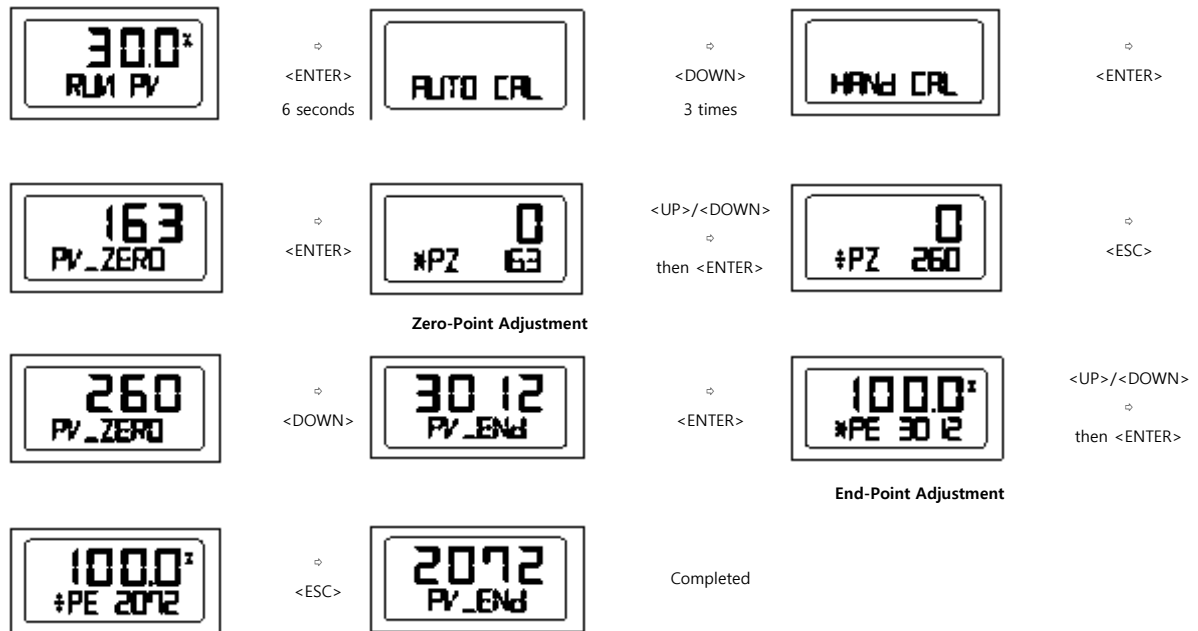 30.0%
RUN PV
⇨
<ENTER>
6 seconds
AUTO CAL
⇨
<DOWN>
3 times
HANd CAL
⇨
<ENTER>
163
PV_ZERO
⇨
<ENTER>
0
*PZ 163
<UP>/<DOWN>
⇨
then <ENTER>
0
‡PZ 260
⇨
<ESC>
Zero-Point Adjustment
260
PV_ZERO
⇨
<DOWN>
3012
PV_ENd
⇨
<ENTER>
100.0%
*PE 3012
<UP>/<DOWN>
⇨
then <ENTER>
End-Point Adjustment
100.0%
‡PE 2072
⇨
<ESC>
2072
PV_ENd
Completed